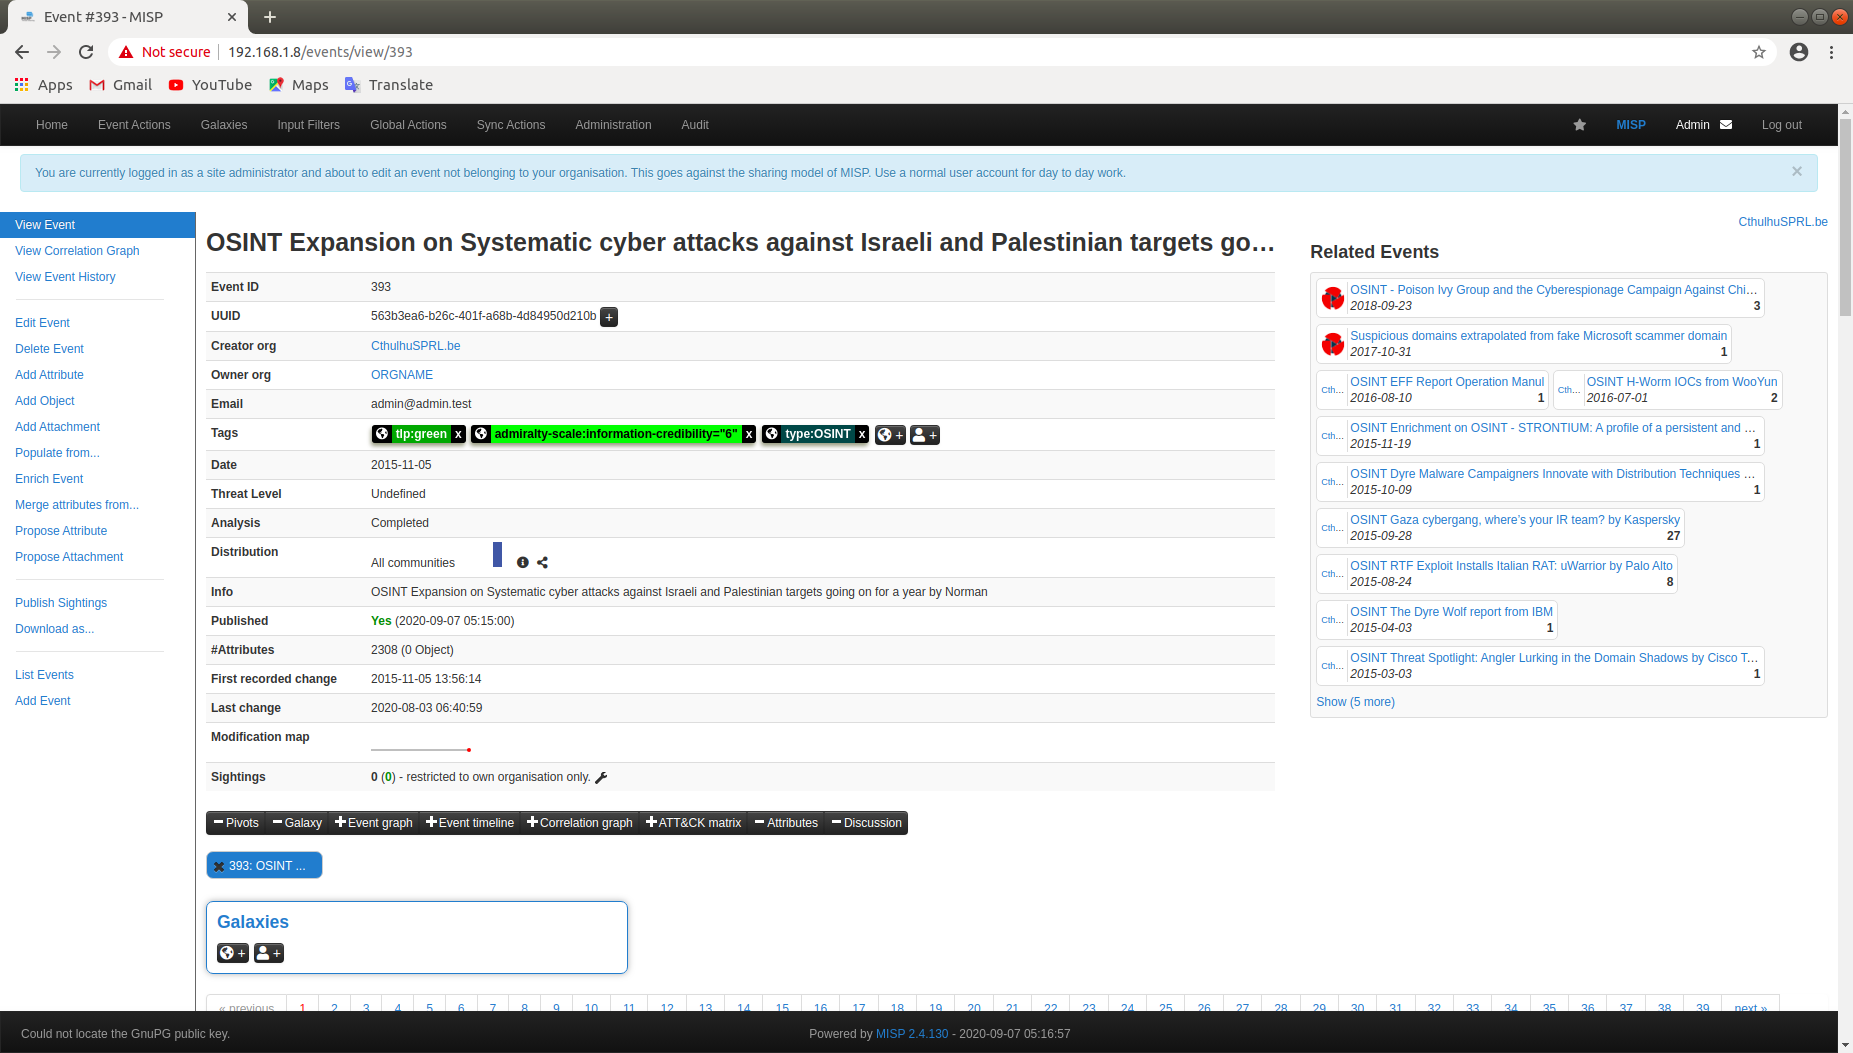 Event #393 - MISP
Not secure 192.168.1.8/events/view/393
Apps Gmail YouTube Maps Translate
Home Event Actions Galaxies Input Filters Global Actions Sync Actions Administration Audit MISP Admin Log out
You are currently logged in as a site administrator and about to edit an event not belonging to your organisation. This goes against the sharing model of MISP. Use a normal user account for day to day work. ×
View Event
View Correlation Graph
View Event History
Edit Event
Delete Event
Add Attribute
Add Object
Add Attachment
Populate from...
Enrich Event
Merge attributes from...
Propose Attribute
Propose Attachment
Publish Sightings
Download as...
List Events
Add Event
OSINT Expansion on Systematic cyber attacks against Israeli and Palestinian targets go...
Event ID 393
UUID 563b3ea6-b26c-401f-a68b-4d84950d210b +
Creator org CthulhuSPRL.be
Owner org ORGNAME
Email admin@admin.test
Tags tlp:green x admiralty-scale:information-credibility="6" x type:OSINT x + +
Date 2015-11-05
Threat Level Undefined
Analysis Completed
Distribution All communities
Info OSINT Expansion on Systematic cyber attacks against Israeli and Palestinian targets going on for a year by Norman
Published Yes (2020-09-07 05:15:00)
#Attributes 2308 (0 Object)
First recorded change 2015-11-05 13:56:14
Last change 2020-08-03 06:40:59
Modification map
Sightings 0 (0) - restricted to own organisation only.
Pivots Galaxy Event graph Event timeline Correlation graph ATT&CK matrix Attributes Discussion
393: OSINT ...
Galaxies
+ +
« previous 1 2 3 4 5 6 7 8 9 10 11 12 13 14 15 16 17 18 19 20 21 22 23 24 25 26 27 28 29 30 31 32 33 34 35 36 37 38 39 next »
CthulhuSPRL.be
Related Events
OSINT - Poison Ivy Group and the Cyberespionage Campaign Against Chi...
2018-09-23 3
Suspicious domains extrapolated from fake Microsoft scammer domain
2017-10-31 1
Cth... OSINT EFF Report Operation Manul
2016-08-10 1
Cth... OSINT H-Worm IOCs from WooYun
2016-07-01 2
Cth... OSINT Enrichment on OSINT - STRONTIUM: A profile of a persistent and ...
2015-11-19 1
Cth... OSINT Dyre Malware Campaigners Innovate with Distribution Techniques ...
2015-10-09 1
Cth... OSINT Gaza cybergang, where's your IR team? by Kaspersky
2015-09-28 27
Cth... OSINT RTF Exploit Installs Italian RAT: uWarrior by Palo Alto
2015-08-24 8
Cth... OSINT The Dyre Wolf report from IBM
2015-04-03 1
Cth... OSINT Threat Spotlight: Angler Lurking in the Domain Shadows by Cisco T...
2015-03-03 1
Show (5 more)
Could not locate the GnuPG public key. Powered by MISP 2.4.130 - 2020-09-07 05:16:57